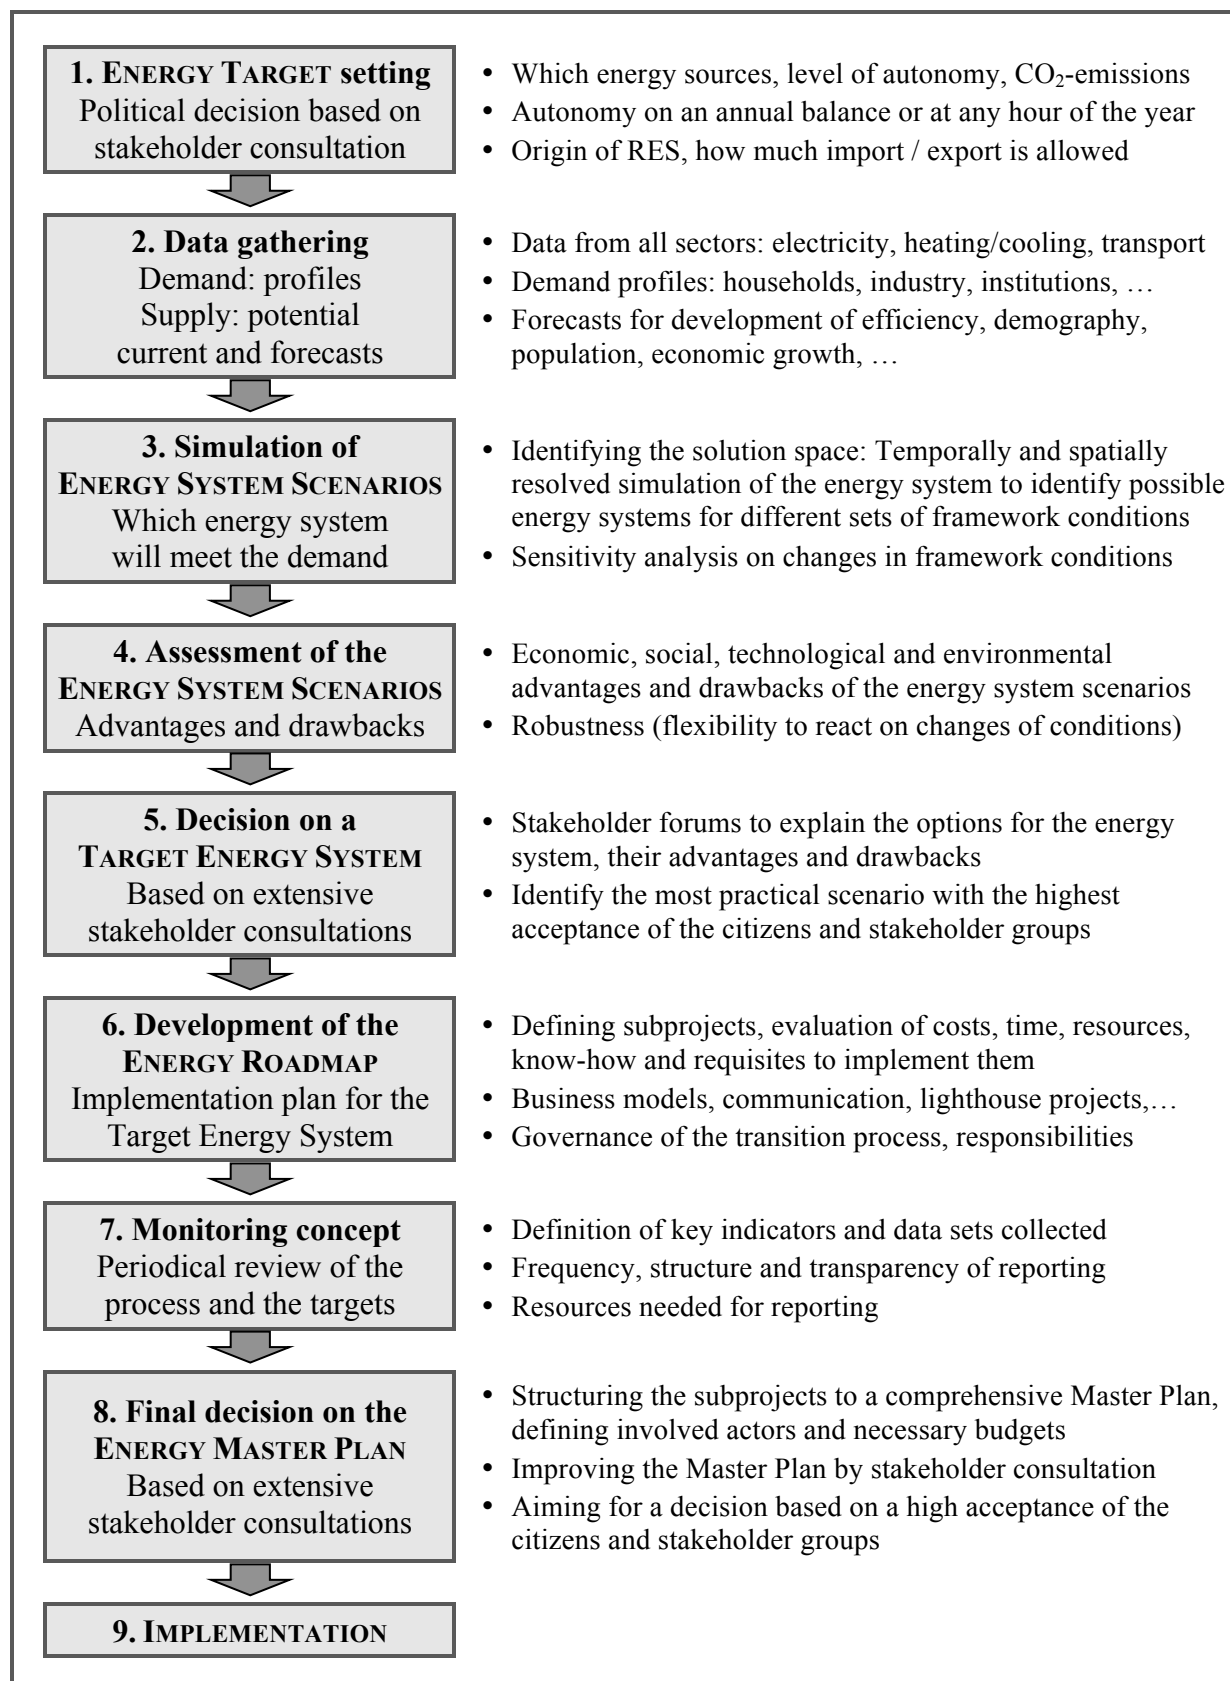 1. ENERGY TARGET setting
Political decision based on
stakeholder consultation
• Which energy sources, level of autonomy, CO₂-emissions
• Autonomy on an annual balance or at any hour of the year
• Origin of RES, how much import / export is allowed
2. Data gathering
Demand: profiles
Supply: potential
current and forecasts
• Data from all sectors: electricity, heating/cooling, transport
• Demand profiles: households, industry, institutions, …
• Forecasts for development of efficiency, demography,
population, economic growth, …
3. Simulation of
ENERGY SYSTEM SCENARIOS
Which energy system
will meet the demand
• Identifying the solution space: Temporally and spatially
resolved simulation of the energy system to identify possible
energy systems for different sets of framework conditions
• Sensitivity analysis on changes in framework conditions
4. Assessment of the
ENERGY SYSTEM SCENARIOS
Advantages and drawbacks
• Economic, social, technological and environmental
advantages and drawbacks of the energy system scenarios
• Robustness (flexibility to react on changes of conditions)
5. Decision on a
TARGET ENERGY SYSTEM
Based on extensive
stakeholder consultations
• Stakeholder forums to explain the options for the energy
system, their advantages and drawbacks
• Identify the most practical scenario with the highest
acceptance of the citizens and stakeholder groups
6. Development of the
ENERGY ROADMAP
Implementation plan for the
Target Energy System
• Defining subprojects, evaluation of costs, time, resources,
know-how and requisites to implement them
• Business models, communication, lighthouse projects,…
• Governance of the transition process, responsibilities
7. Monitoring concept
Periodical review of the
process and the targets
• Definition of key indicators and data sets collected
• Frequency, structure and transparency of reporting
• Resources needed for reporting
8. Final decision on the
ENERGY MASTER PLAN
Based on extensive
stakeholder consultations
• Structuring the subprojects to a comprehensive Master Plan,
defining involved actors and necessary budgets
• Improving the Master Plan by stakeholder consultation
• Aiming for a decision based on a high acceptance of the
citizens and stakeholder groups
9. IMPLEMENTATION